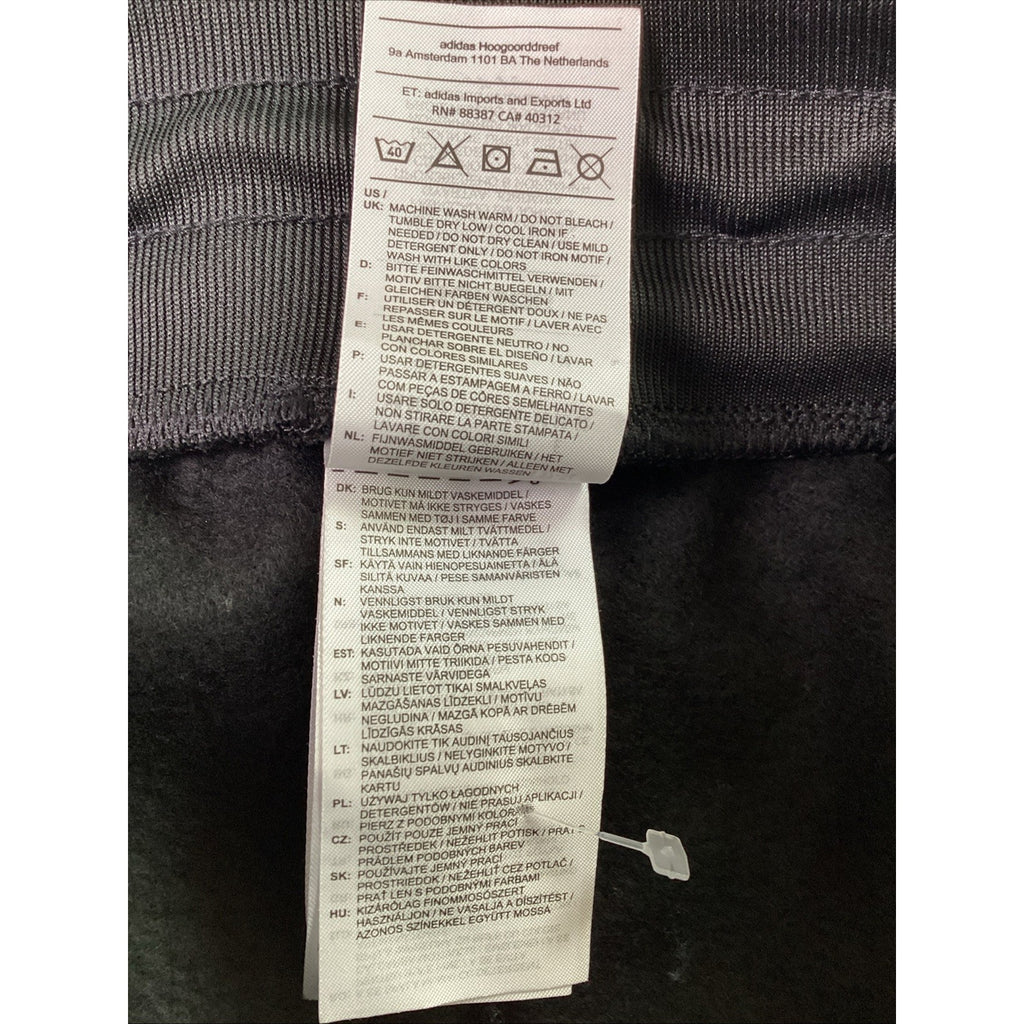 adidas Hoogoorddreef
9a Amsterdam 1101 BA The Netherlands
ET: adidas Imports and Exports Ltd
RN# 88387 CA# 40312
40
US /
UK: MACHINE WASH WARM / DO NOT BLEACH /
TUMBLE DRY LOW / COOL IRON IF
NEEDED / DO NOT DRY CLEAN / USE MILD
DETERGENT ONLY / DO NOT IRON MOTIF /
WASH WITH LIKE COLORS
D: BITTE FEINWASCHMITTEL VERWENDEN /
MOTIV BITTE NICHT BUEGELN / MIT
GLEICHEN FARBEN WASCHEN
F: UTILISER UN DÉTERGENT DOUX / NE PAS
REPASSER SUR LE MOTIF / LAVER AVEC
LES MÊMES COULEURS
E: USAR DETERGENTE NEUTRO / NO
PLANCHAR SOBRE EL DISEÑO / LAVAR
CON COLORES SIMILARES
P: USAR DETERGENTES SUAVES / NÃO
PASSAR A ESTAMPAGEM A FERRO / LAVAR
COM PEÇAS DE CÔRES SEMELHANTES
I: USARE SOLO DETERGENTE DELICATO /
NON STIRARE LA PARTE STAMPATA /
LAVARE CON COLORI SIMILI
NL: FIJNWASMIDDEL GEBRUIKEN / HET
MOTIEF NIET STRIJKEN / ALLEEN MET
DEZELFDE KLEUREN WASSEN
DK: BRUG KUN MILDT VASKEMIDDEL /
MOTIVET MÅ IKKE STRYGES / VASKES
SAMMEN MED TØJ I SAMME FARVE
S: ANVÄND ENDAST MILT TVÄTTMEDEL /
STRYK INTE MOTIVET / TVÄTTA
TILLSAMMANS MED LIKNANDE FÄRGER
SF: KÄYTÄ VAIN HIENOPESUAINETTA / ÄLÄ
SILITÄ KUVAA / PESE SAMANVÄRISTEN
KANSSA
N: VENNLIGST BRUK KUN MILDT
VASKEMIDDEL / VENNLIGST STRYK
IKKE MOTIVET / VASKES SAMMEN MED
LIKNENDE FARGER
EST: KASUTADA VAID ÕRNA PESUVAHENDIT /
MOTIIVI MITTE TRIIKIDA / PESTA KOOS
SARNASTE VÄRVIDEGA
LV: LŪDZU LIETOT TIKAI SMALKVEĻAS
MAZGĀŠANAS LĪDZEKLI / MOTĪVU
NEGLUDINA / MAZGĀ KOPĀ AR DRĒBĒM
LĪDZĪGĀS KRĀSAS
LT: NAUDOKITE TIK AUDINĮ TAUSOJANČIUS
SKALBIKLIUS / NELYGINKITE MOTYVO /
PANAŠIŲ SPALVŲ AUDINIUS SKALBKITE
KARTU
PL: UŻYWAJ TYLKO ŁAGODNYCH
DETERGENTÓW / NIE PRASUJ APLIKACJI /
PIERZ Z PODOBNYMI KOLORA
CZ: POUŽÍT POUZE JEMNÝ PRACÍ
PROSTŘEDEK / NEŽEHLIT POTISK / PRAT S
PRÁDLEM PODOBNÝCH BAREV
SK: POUŽÍVAJTE JEMNÝ PRACÍ
PROSTRIEDOK / NEŽEHLIŤ CEZ POTLAČ /
PRAŤ LEN S PODOBNÝMI FARBAMI
HU: KIZÁRÓLAG FINOMMOSÓSZERT
HASZNÁLJON / NE VASALJA A DÍSZÍTÉST /
AZONOS SZÍNEKKEL EGYÜTT MOSSA